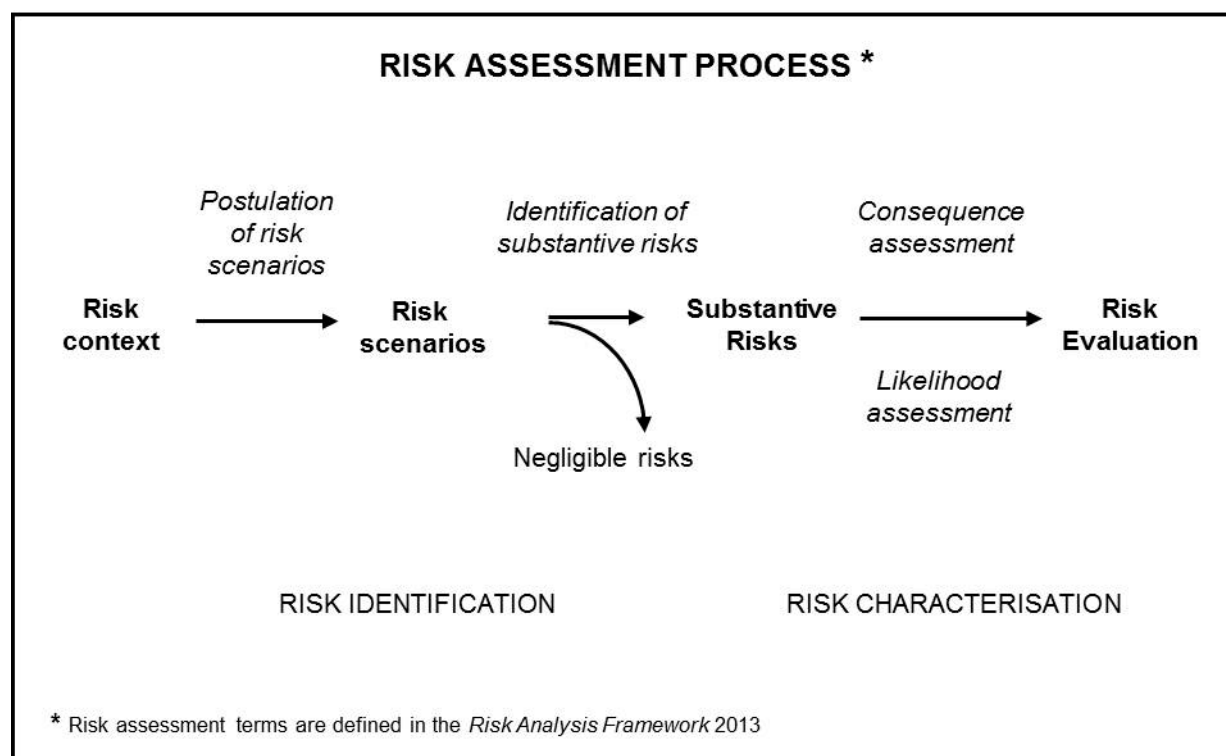 RISK ASSESSMENT PROCESS *
Postulation
of risk
scenarios
Identification of
substantive risks
Consequence
assessment
Risk
context
Risk
scenarios
Substantive
Risks
Risk
Evaluation
Likelihood
assessment
Negligible risks
RISK IDENTIFICATION
RISK CHARACTERISATION
* Risk assessment terms are defined in the Risk Analysis Framework 2013